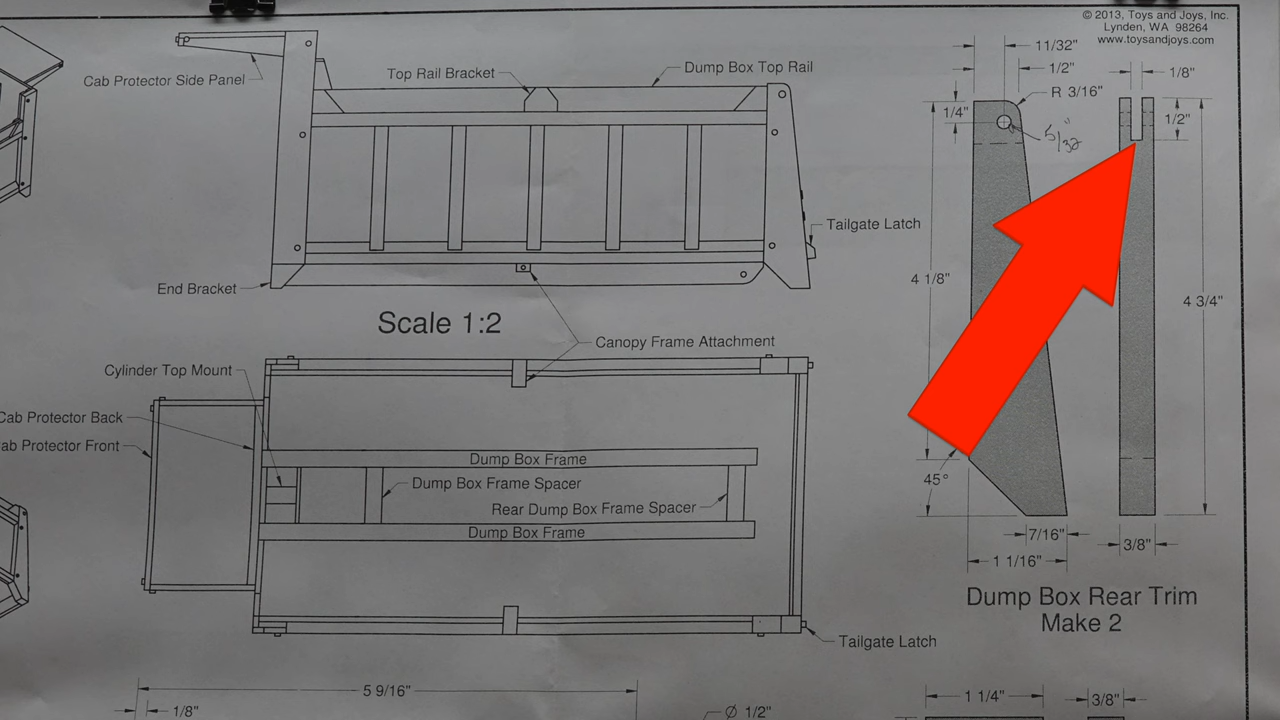 © 2013, Toys and Joys, Inc.
Lynden, WA 98264
www.toysandjoys.com
11/32"
1/2"
1/8"
R 3/16"
1/4"
5/32"
1/2"
4 1/8"
4 3/4"
45°
7/16"
3/8"
1 1/16"
Dump Box Rear Trim
Make 2
Cab Protector Side Panel
Top Rail Bracket
Dump Box Top Rail
Tailgate Latch
End Bracket
Scale 1:2
Canopy Frame Attachment
Cylinder Top Mount
Cab Protector Back
ab Protector Front
Dump Box Frame
Dump Box Frame Spacer
Rear Dump Box Frame Spacer
Dump Box Frame
Tailgate Latch
5 9/16"
1/8"
Ø 1/2"
1 1/4"
3/8"